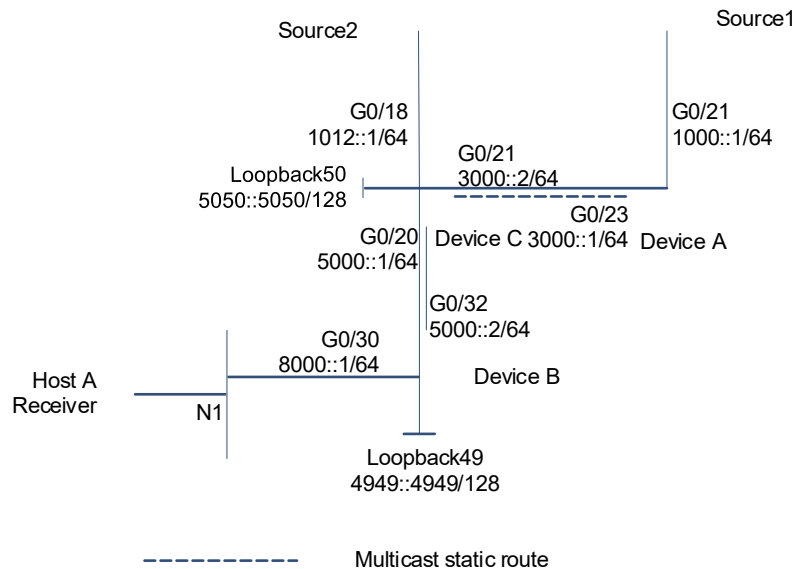 Source2
Source1
G0/18
1012::1/64
G0/21
1000::1/64
G0/21
3000::2/64
Loopback50
5050::5050/128
G0/23
3000::1/64
Device A
G0/20
5000::1/64
Device C
G0/32
5000::2/64
G0/30
8000::1/64
Device B
Host A
Receiver
N1
Loopback49
4949::4949/128
Multicast static route